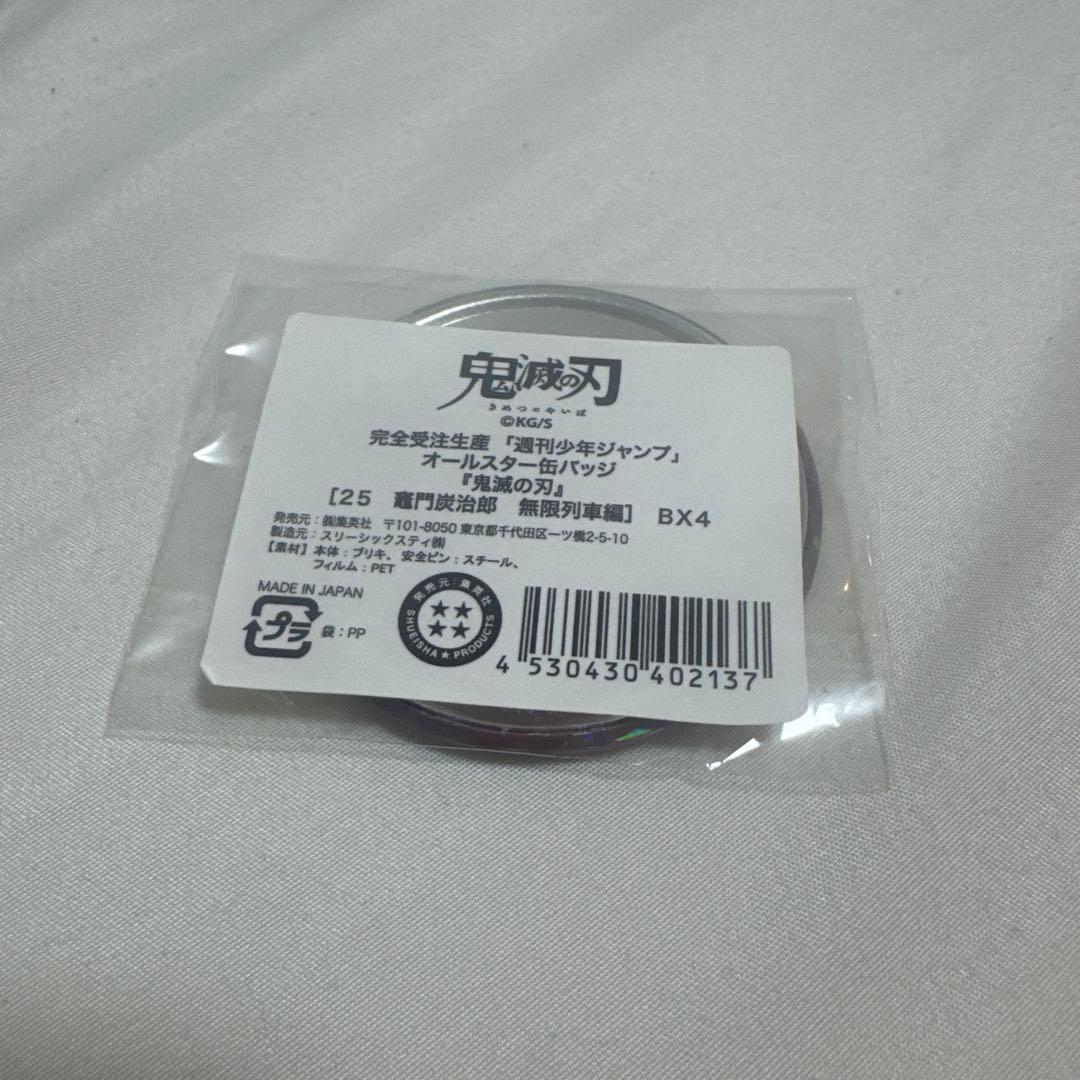 鬼滅の刃
きめつのやいば
©KG/S
完全受注生産 「週刊少年ジャンプ」
オールスター缶バッジ
『鬼滅の刃』
[25 竈門炭治郎 無限列車編] BX4
発売元:㈱集英社 〒101-8050 東京都千代田区一ツ橋2-5-10
製造元:スリーシックスティ㈱
【素材】本体:ブリキ、安全ピン:スチール、
フィルム:PET
MADE IN JAPAN
プラ 袋:PP
発売元:集英社
SHUEISHA★PRODUCTS
4 530430 402137